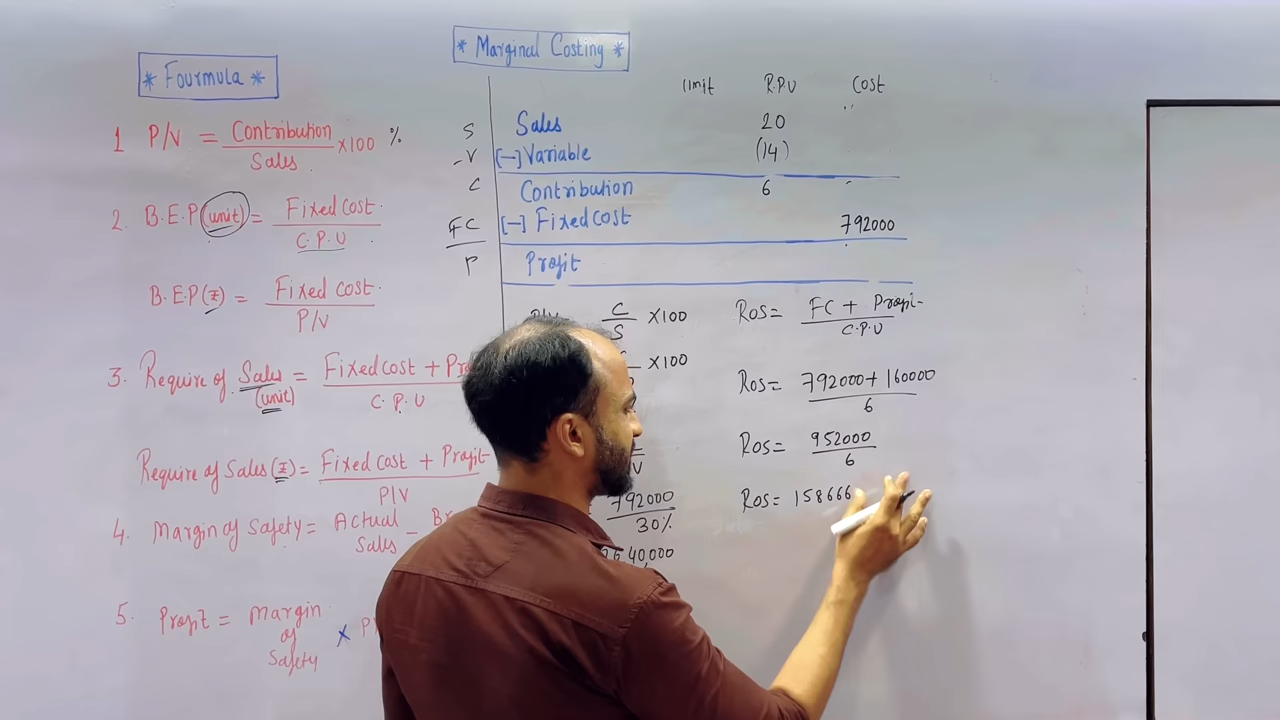 * Marginal Costing *
* Fourmula *
1 P/V = Contribution / Sales ×100 %
2. B.E.P (unit) = Fixed cost / C.P.U
B.E.P (₹) = Fixed cost / P/V
3. Require of Sales (unit) = Fixed cost + / C.P.U
Require of Sales (₹) = Fixed cost + Profit / P/V
4. Margin of Safety = Actual Sales -
5. Profit = Margin of Safety ×
Unit R.P.U Cost
S Sales 20
-V [-] Variable (14)
C Contribution 6
FC [-] Fixed cost 792000
P Profit
C / S ×100
×100
792000 / 30%
2640,000
ROS = FC + Profit / C.P.U
ROS = 792000 + 160000 / 6
ROS = 952000 / 6
ROS = 158666